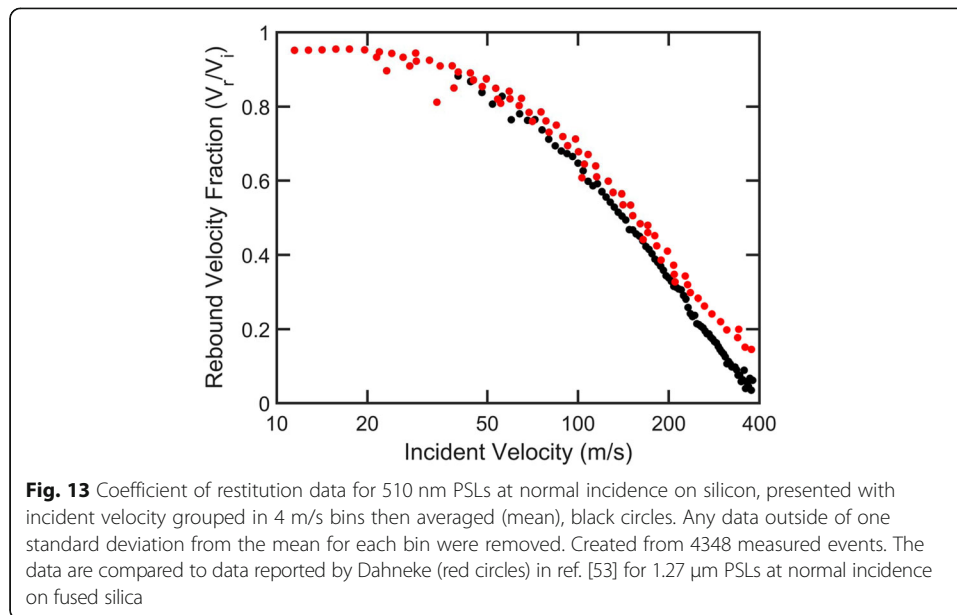 1
0.8
0.6
0.4
0.2
0
Rebound Velocity Fraction (Vr/Vi)
10 20 50 100 200 400
Incident Velocity (m/s)
Fig. 13 Coefficient of restitution data for 510 nm PSLs at normal incidence on silicon, presented with
incident velocity grouped in 4 m/s bins then averaged (mean), black circles. Any data outside of one
standard deviation from the mean for each bin were removed. Created from 4348 measured events. The
data are compared to data reported by Dahneke (red circles) in ref. [53] for 1.27 μm PSLs at normal incidence
on fused silica